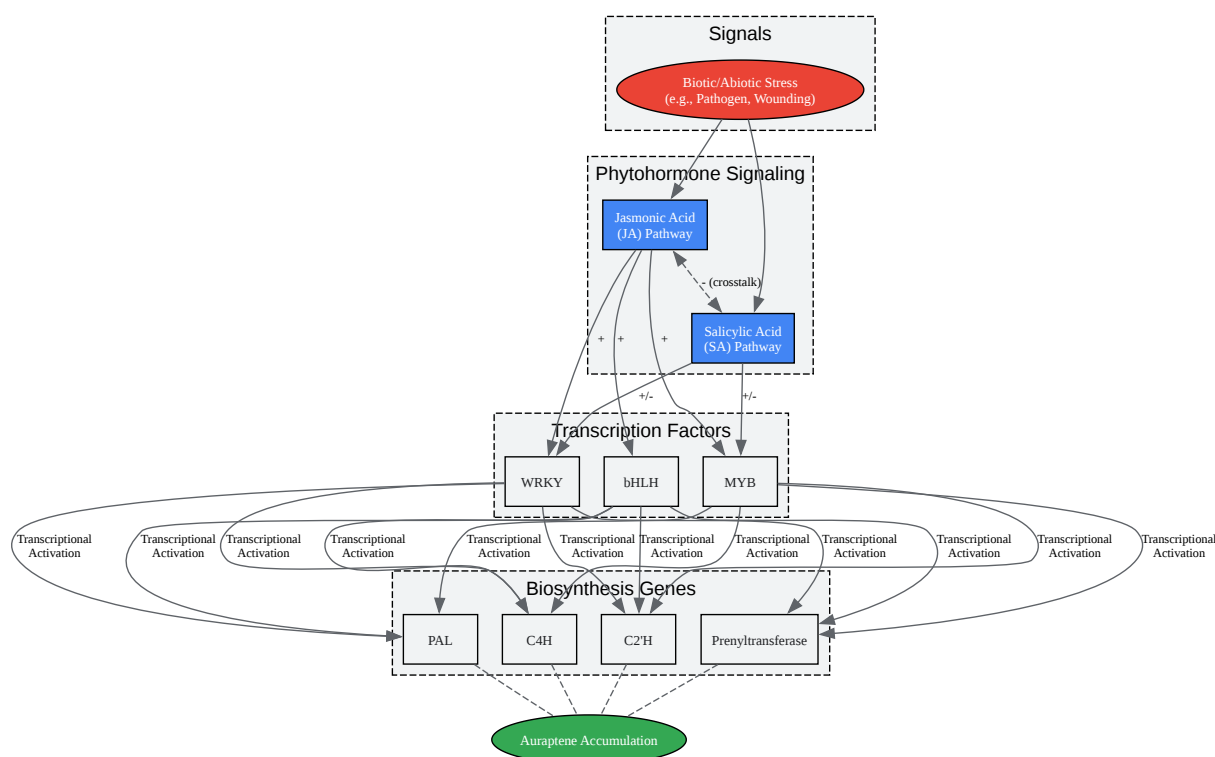 Signals
Biotic/Abiotic Stress
(e.g., Pathogen, Wounding)
Phytohormone Signaling
Jasmonic Acid
(JA) Pathway
- (crosstalk)
Salicylic Acid
(SA) Pathway
+
+
+
+/-
+/-
Transcription Factors
WRKY
bHLH
MYB
Transcriptional
Activation
Transcriptional
Activation
Transcriptional
Activation
Transcriptional
Activation
Transcriptional
Activation
Transcriptional
Activation
Transcriptional
Activation
Transcriptional
Activation
Transcriptional
Activation
Transcriptional
Activation
Transcriptional
Activation
Transcriptional
Activation
Biosynthesis Genes
PAL
C4H
C2'H
Prenyltransferase
Auraptene Accumulation